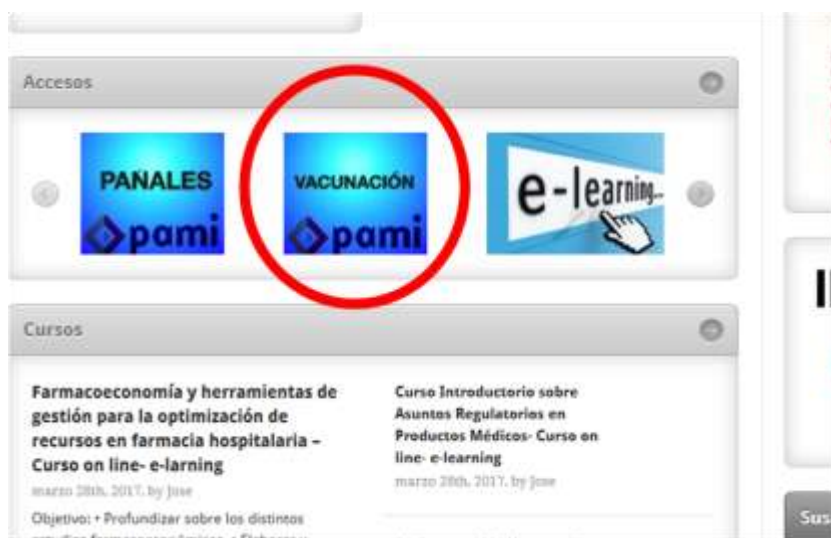 Accesos
PAÑALES
pami
VACUNACIÓN
pami
e-learning...
Cursos
Farmacoeconomía y herramientas de
gestión para la optimización de
recursos en farmacia hospitalaria –
Curso on line- e-larning
marzo 28th, 2017, by Jose
Objetivo: • Profundizar sobre los distintos
Curso Introductorio sobre
Asuntos Regulatorios en
Productos Médicos- Curso on
line- e-learning
marzo 28th, 2017, by Jose